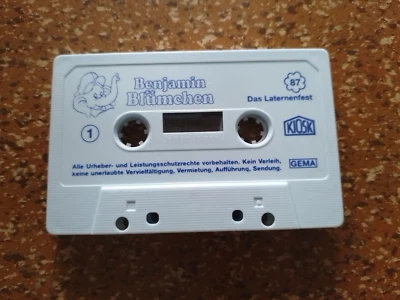 Benjamin
Blümchen
87
Das Laternenfest
1
KIOSK
Alle Urheber- und Leistungsschutzrechte vorbehalten. Kein Verleih,
keine unerlaubte Vervielfältigung, Vermietung, Aufführung, Sendung.
GEMA